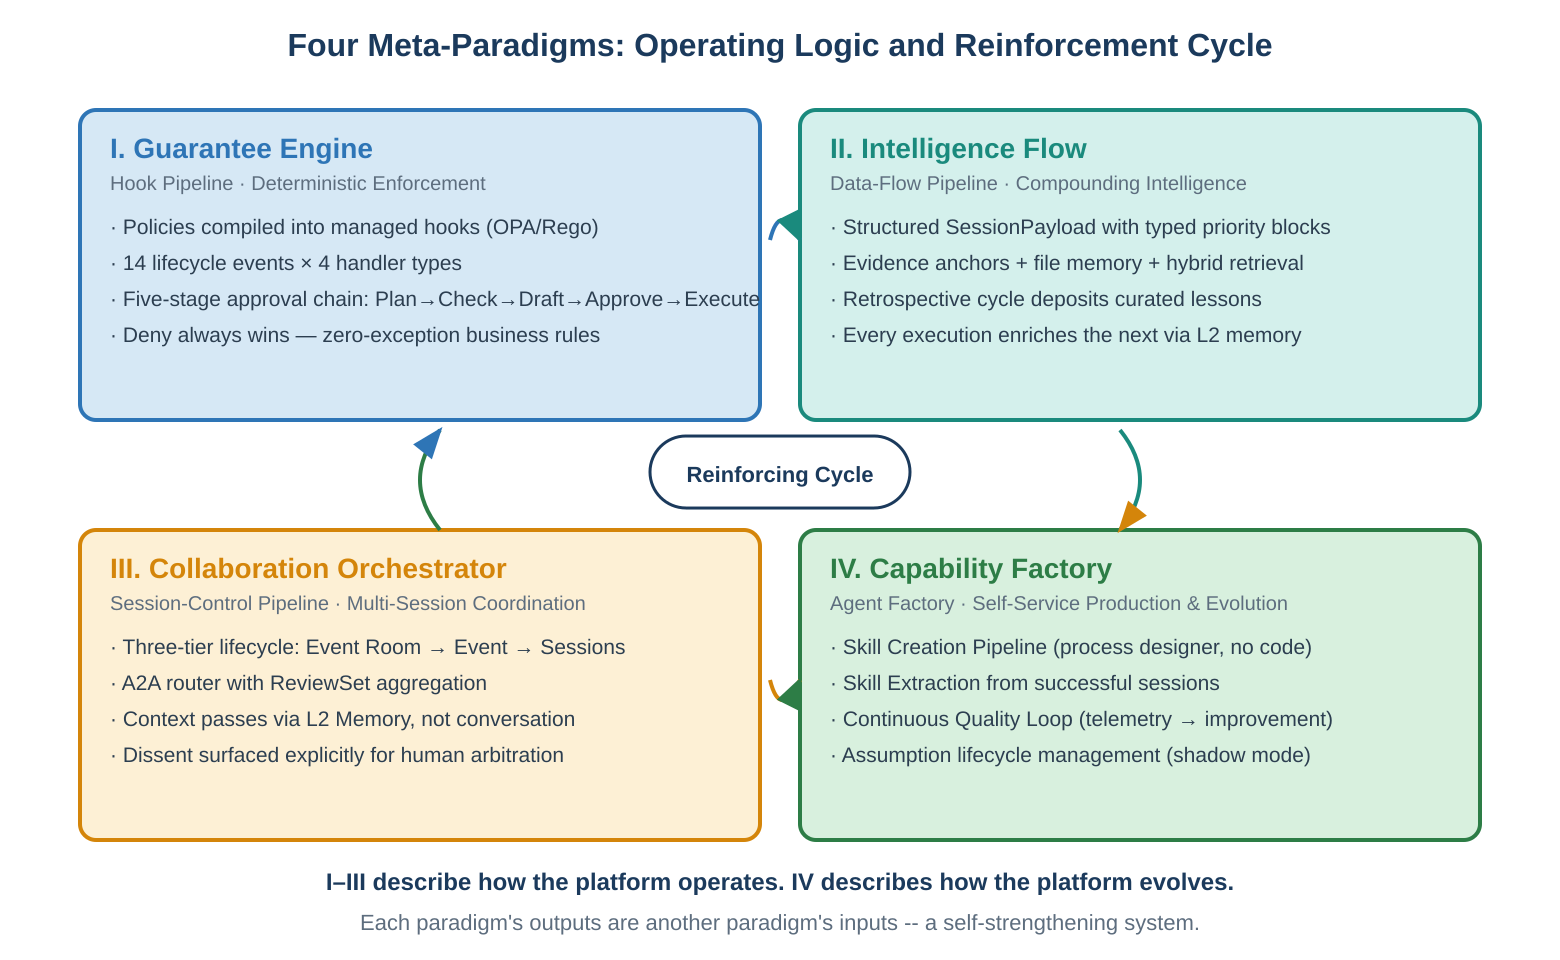 Four Meta-Paradigms: Operating Logic and Reinforcement Cycle
I. Guarantee Engine
Hook Pipeline · Deterministic Enforcement
· Policies compiled into managed hooks (OPA/Rego)
· 14 lifecycle events × 4 handler types
· Five-stage approval chain: Plan→Check→Draft→Approve→Execute
· Deny always wins — zero-exception business rules
II. Intelligence Flow
Data-Flow Pipeline · Compounding Intelligence
· Structured SessionPayload with typed priority blocks
· Evidence anchors + file memory + hybrid retrieval
· Retrospective cycle deposits curated lessons
· Every execution enriches the next via L2 memory
Reinforcing Cycle
III. Collaboration Orchestrator
Session-Control Pipeline · Multi-Session Coordination
· Three-tier lifecycle: Event Room → Event → Sessions
· A2A router with ReviewSet aggregation
· Context passes via L2 Memory, not conversation
· Dissent surfaced explicitly for human arbitration
IV. Capability Factory
Agent Factory · Self-Service Production & Evolution
· Skill Creation Pipeline (process designer, no code)
· Skill Extraction from successful sessions
· Continuous Quality Loop (telemetry → improvement)
· Assumption lifecycle management (shadow mode)
I–III describe how the platform operates. IV describes how the platform evolves.
Each paradigm's outputs are another paradigm's inputs -- a self-strengthening system.